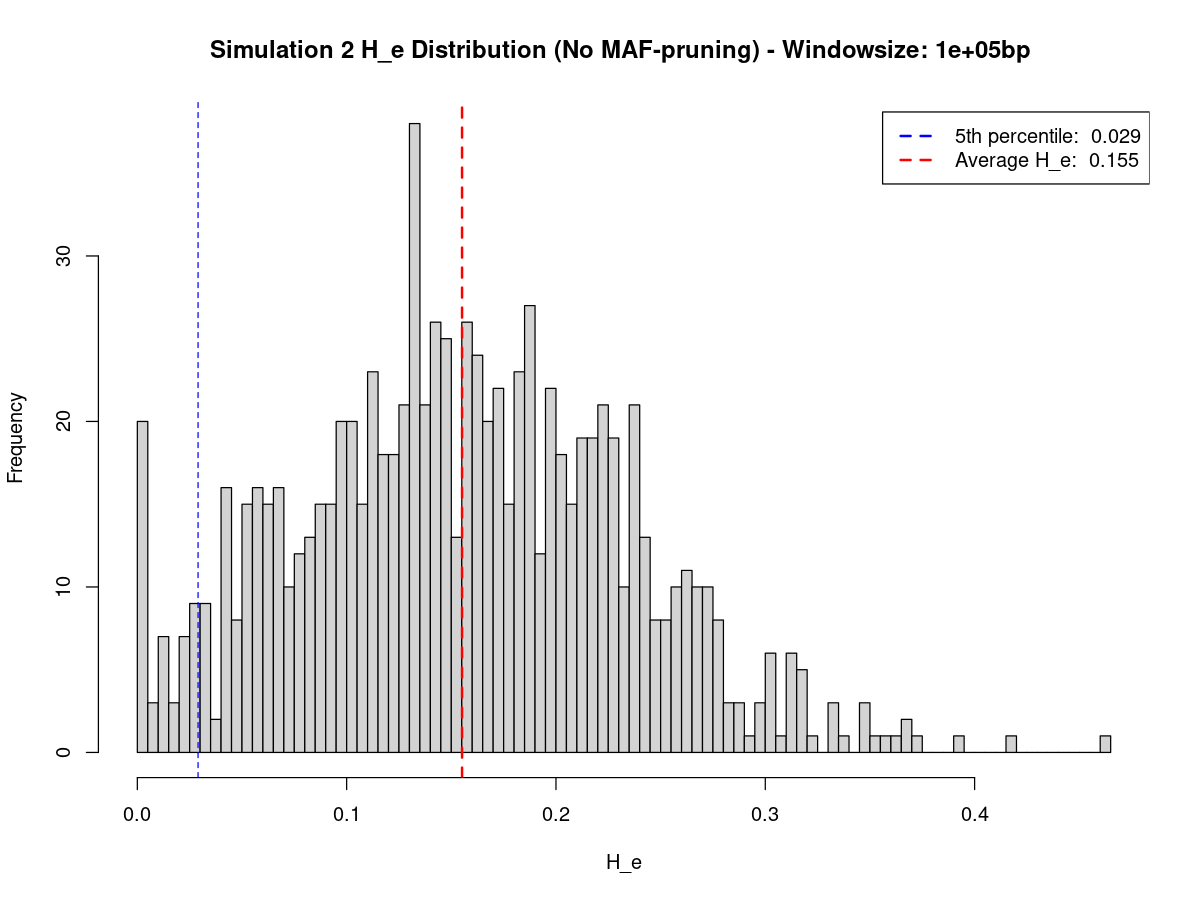 Simulation 2 H_e Distribution (No MAF-pruning) - Windowsize: 1e+05bp
5th percentile:  0.029
Average H_e:  0.155
Frequency
30
20
10
0
0.0 0.1 0.2 0.3 0.4
H_e